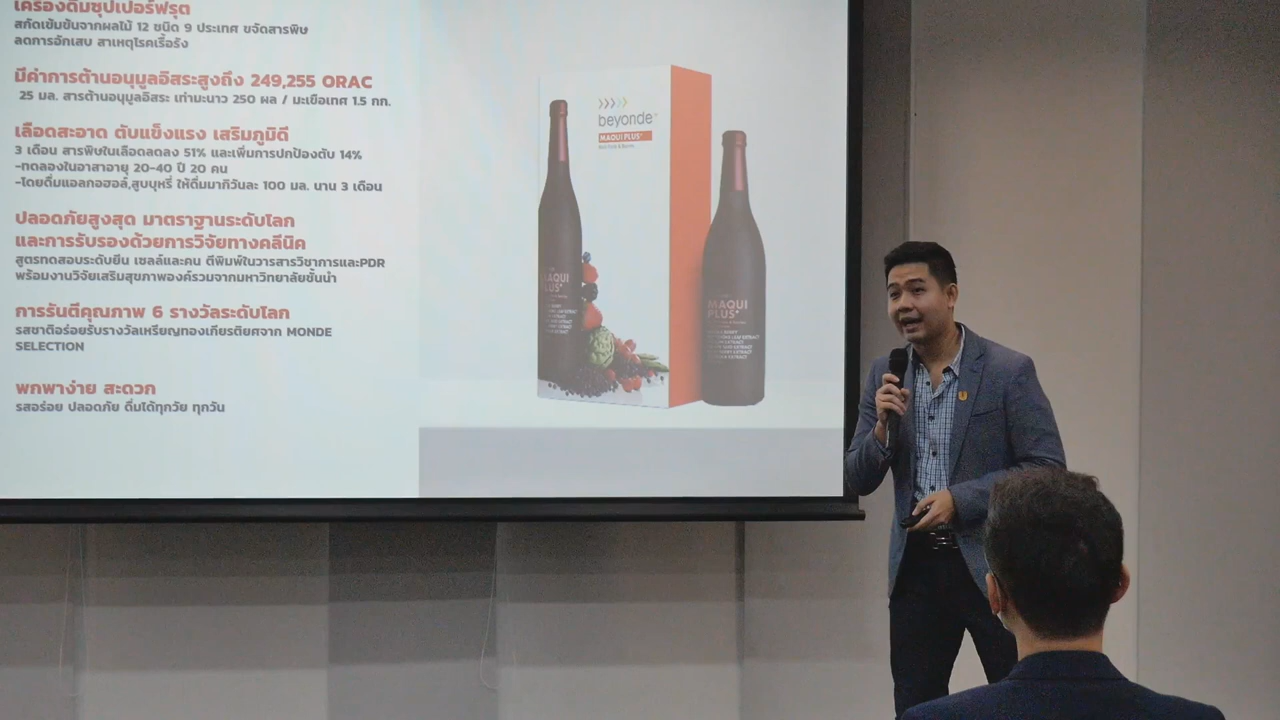 เครื่องดื่มซุปเปอร์ฟรุต
สกัดเข้มข้นจากผลไม้ 12 ชนิด 9 ประเทศ ขจัดสารพิษ
ลดการอักเสบ สาเหตุโรคเรื้อรัง
มีค่าการต้านอนุมูลอิสระสูงถึง 249,255 ORAC
25 มล. สารต้านอนุมูลอิสระ เท่ามะนาว 250 ผล / มะเขือเทศ 1.5 กก.
เลือดสะอาด ตับแข็งแรง เสริมภูมิดี
3 เดือน สารพิษในเลือดลดลง 51% และเพิ่มการปกป้องตับ 14%
-ทดลองในอาสาอายุ 20-40 ปี 20 คน
-โดยดื่มแอลกอฮอล์,สูบบุหรี่ ให้ดื่มมากิวันละ 100 มล. นาน 3 เดือน
ปลอดภัยสูงสุด มาตราฐานระดับโลก
และการรับรองด้วยการวิจัยทางคลีนิค
สูตรทดสอบระดับยีน เซลล์และคน ตีพิมพ์ในวารสารวิชาการและPDR
พร้อมงานวิจัยเสริมสุขภาพองค์รวมจากมหาวิทยาลัยชั้นนำ
การรันตีคุณภาพ 6 รางวัลระดับโลก
รสชาติอร่อยรับรางวัลเหรียญทองเกียรติยศจาก MONDE
SELECTION
พกพาง่าย สะดวก
รสอร่อย ปลอดภัย ดื่มได้ทุกวัย ทุกวัน
beyonde
MAQUI PLUS+
MAQUI
PLUS+
MAQUI
PLUS+